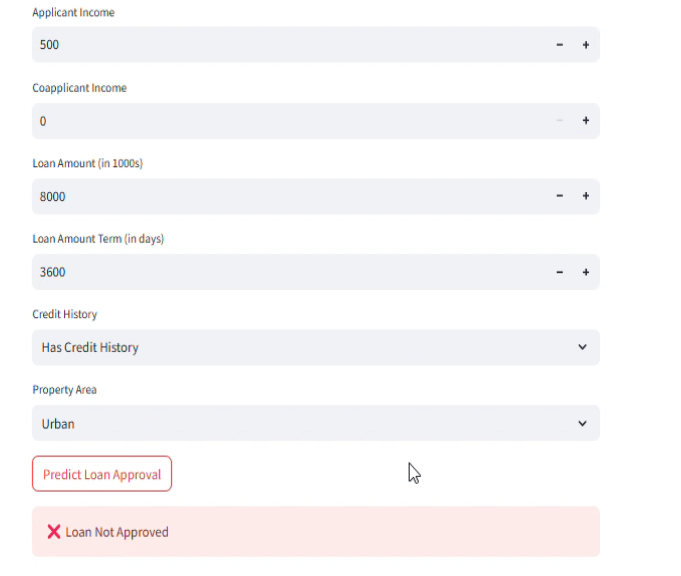 Applicant Income
500
Coapplicant Income
0
Loan Amount (in 1000s)
8000
Loan Amount Term (in days)
3600
Credit History
Has Credit History
Property Area
Urban
Predict Loan Approval
❌ Loan Not Approved